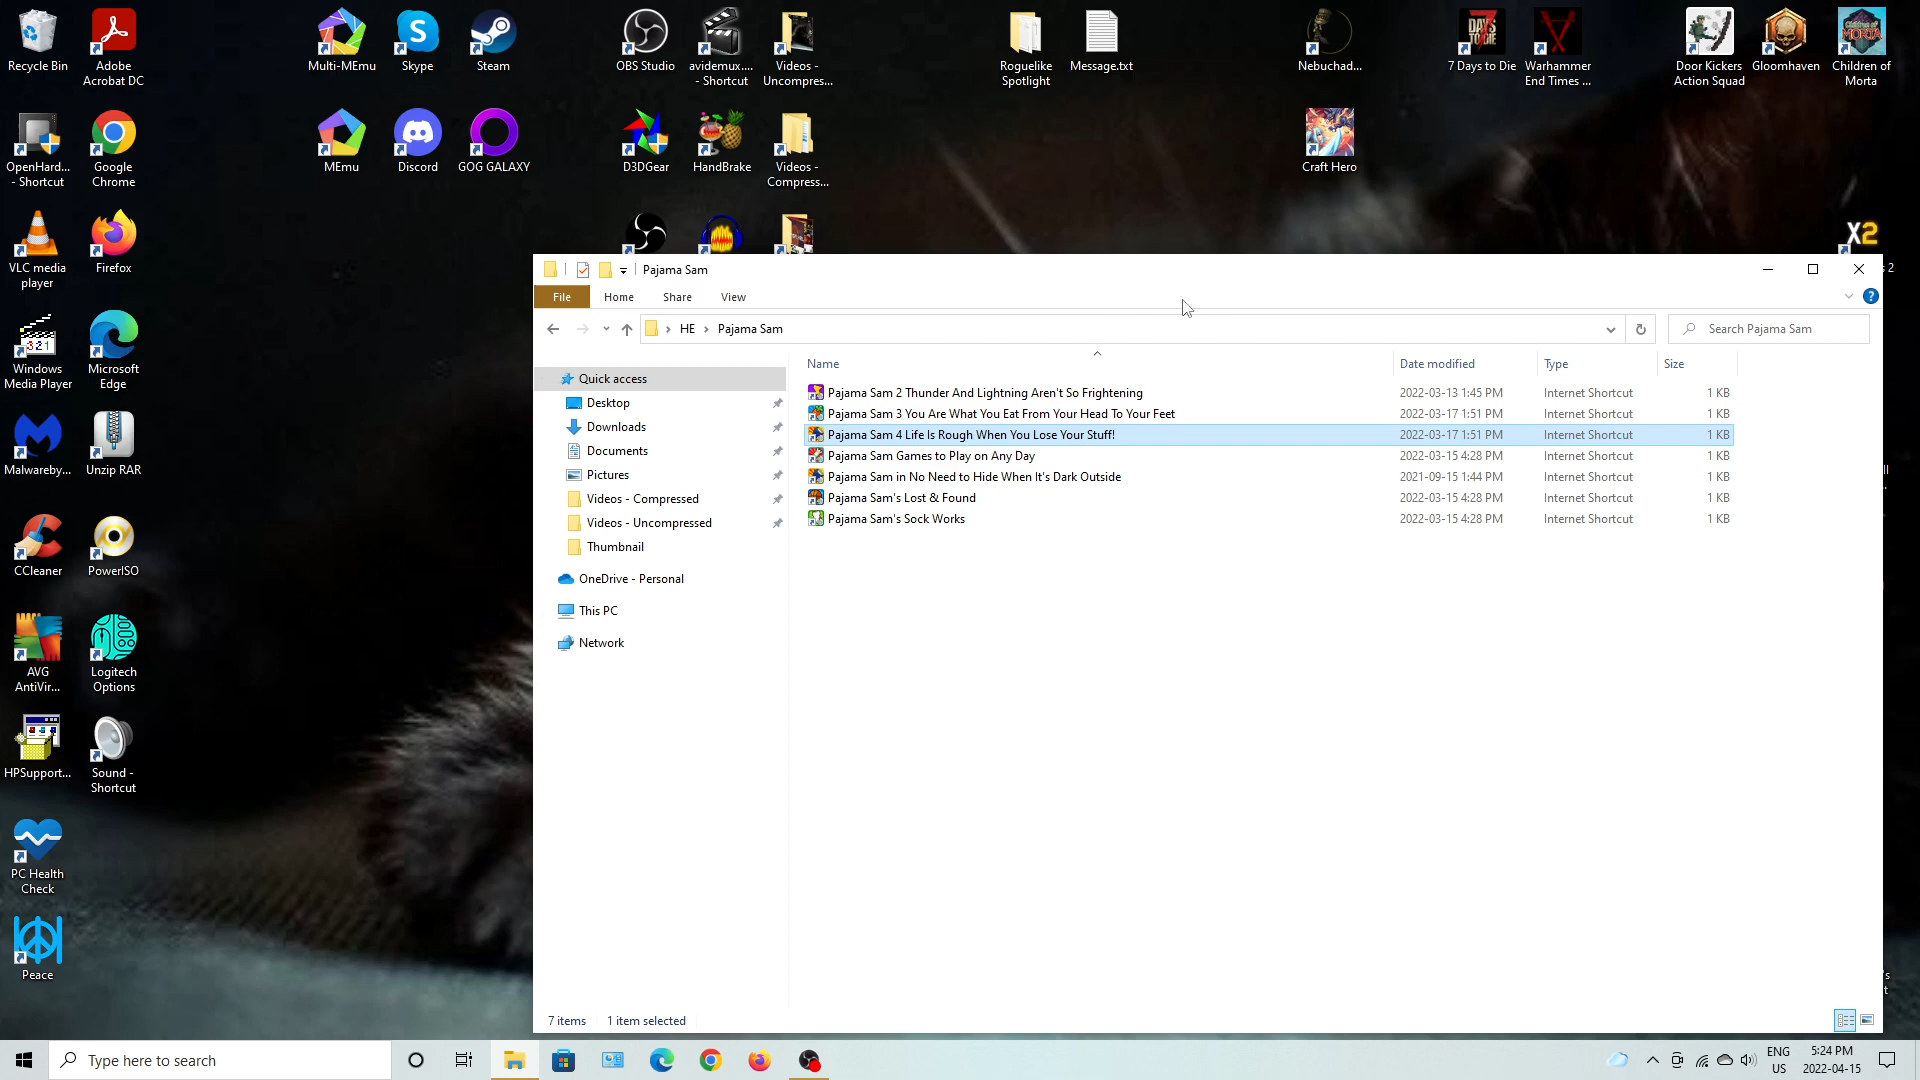 Recycle Bin
Adobe
Acrobat DC
Multi-MEmu
Skype
Steam
OBS Studio
avidemux....
- Shortcut
Videos -
Uncompres...
Roguelike
Spotlight
Message.txt
Nebuchad...
7 Days to Die
Warhammer
End Times ...
Door Kickers
Action Squad
Gloomhaven
Children of
Morta
OpenHard...
- Shortcut
Google
Chrome
MEmu
Discord
GOG GALAXY
D3DGear
HandBrake
Videos -
Compress...
Craft Hero
VLC media
player
Firefox
X2
s 2
Windows
Media Player
Microsoft
Edge
Malwareby...
Unzip RAR
CCleaner
PowerISO
AVG
AntiVir...
Logitech
Options
HPSupport...
Sound -
Shortcut
PC Health
Check
Peace
Pajama Sam
File
Home
Share
View
HE
Pajama Sam
Search Pajama Sam
Name
Date modified
Type
Size
Quick access
Desktop
Downloads
Documents
Pictures
Videos - Compressed
Videos - Uncompressed
Thumbnail
OneDrive - Personal
This PC
Network
Pajama Sam 2 Thunder And Lightning Aren't So Frightening 2022-03-13 1:45 PM Internet Shortcut 1 KB
Pajama Sam 3 You Are What You Eat From Your Head To Your Feet 2022-03-17 1:51 PM Internet Shortcut 1 KB
Pajama Sam 4 Life Is Rough When You Lose Your Stuff! 2022-03-17 1:51 PM Internet Shortcut 1 KB
Pajama Sam Games to Play on Any Day 2022-03-15 4:28 PM Internet Shortcut 1 KB
Pajama Sam in No Need to Hide When It's Dark Outside 2021-09-15 1:44 PM Internet Shortcut 1 KB
Pajama Sam's Lost & Found 2022-03-15 4:28 PM Internet Shortcut 1 KB
Pajama Sam's Sock Works 2022-03-15 4:28 PM Internet Shortcut 1 KB
7 items
1 item selected
Type here to search
ENG
US
5:24 PM
2022-04-15